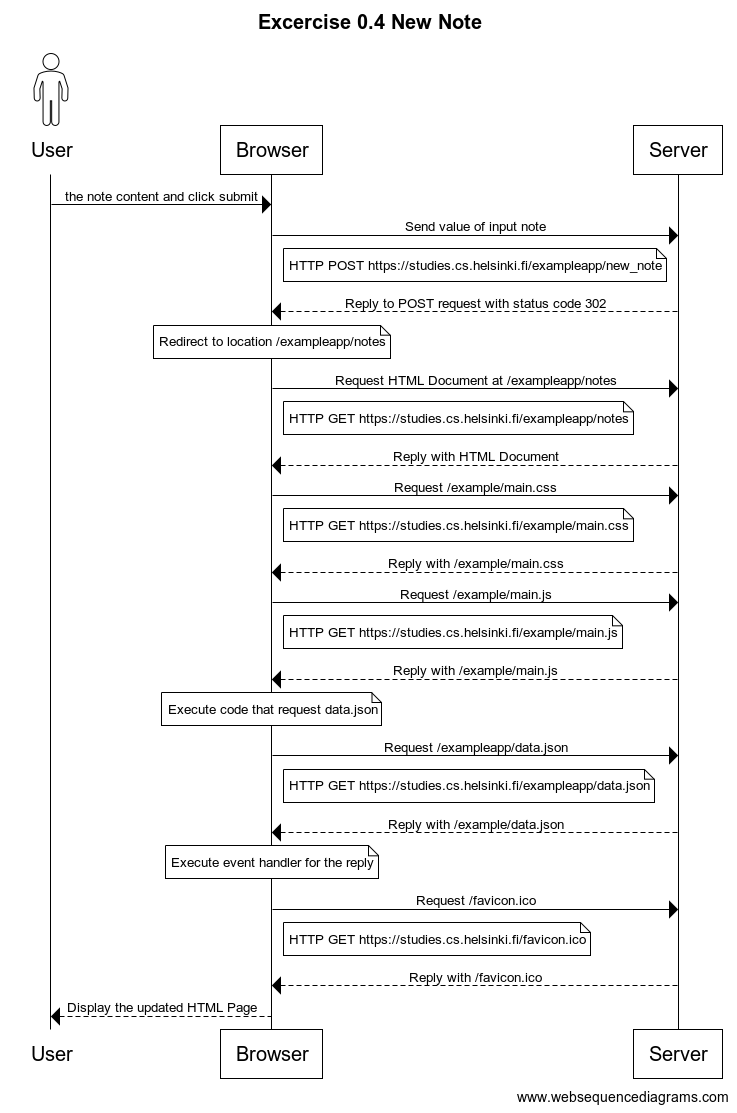 Excercise 0.4 New Note
User
Browser
Server
the note content and click submit
Send value of input note
HTTP POST https://studies.cs.helsinki.fi/exampleapp/new_note
Reply to POST request with status code 302
Redirect to location /exampleapp/notes
Request HTML Document at /exampleapp/notes
HTTP GET https://studies.cs.helsinki.fi/exampleapp/notes
Reply with HTML Document
Request /example/main.css
HTTP GET https://studies.cs.helsinki.fi/example/main.css
Reply with /example/main.css
Request /example/main.js
HTTP GET https://studies.cs.helsinki.fi/example/main.js
Reply with /example/main.js
Execute code that request data.json
Request /exampleapp/data.json
HTTP GET https://studies.cs.helsinki.fi/exampleapp/data.json
Reply with /example/data.json
Execute event handler for the reply
Request /favicon.ico
HTTP GET https://studies.cs.helsinki.fi/favicon.ico
Reply with /favicon.ico
Display the updated HTML Page
User
Browser
Server
www.websequencediagrams.com